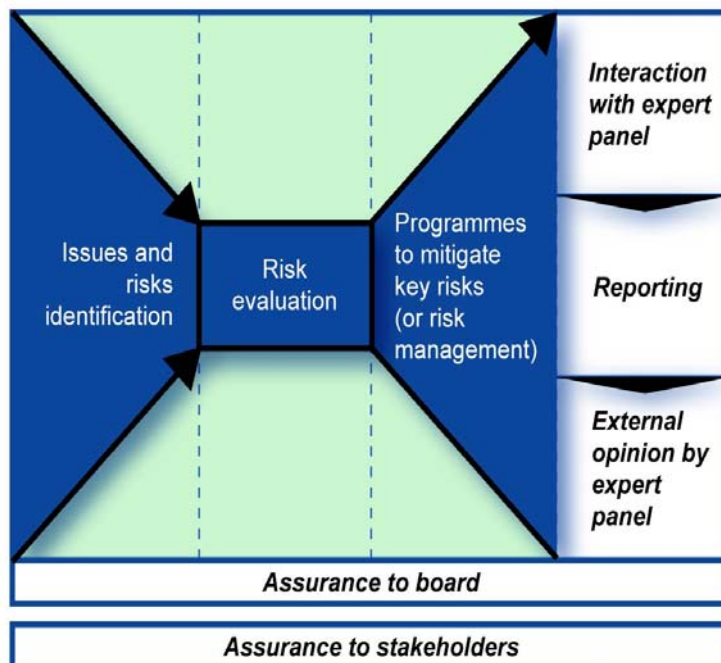 Issues and
risks
identification
Risk
evaluation
Programmes
to mitigate
key risks
(or risk
management)
Interaction
with expert
panel
Reporting
External
opinion by
expert
panel
Assurance to board
Assurance to stakeholders